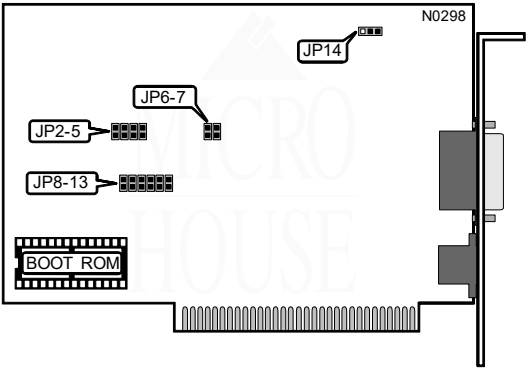 N0298
JP14
JP6-7
JP2-5
JP8-13
MICRO
HOUSE
BOOT ROM